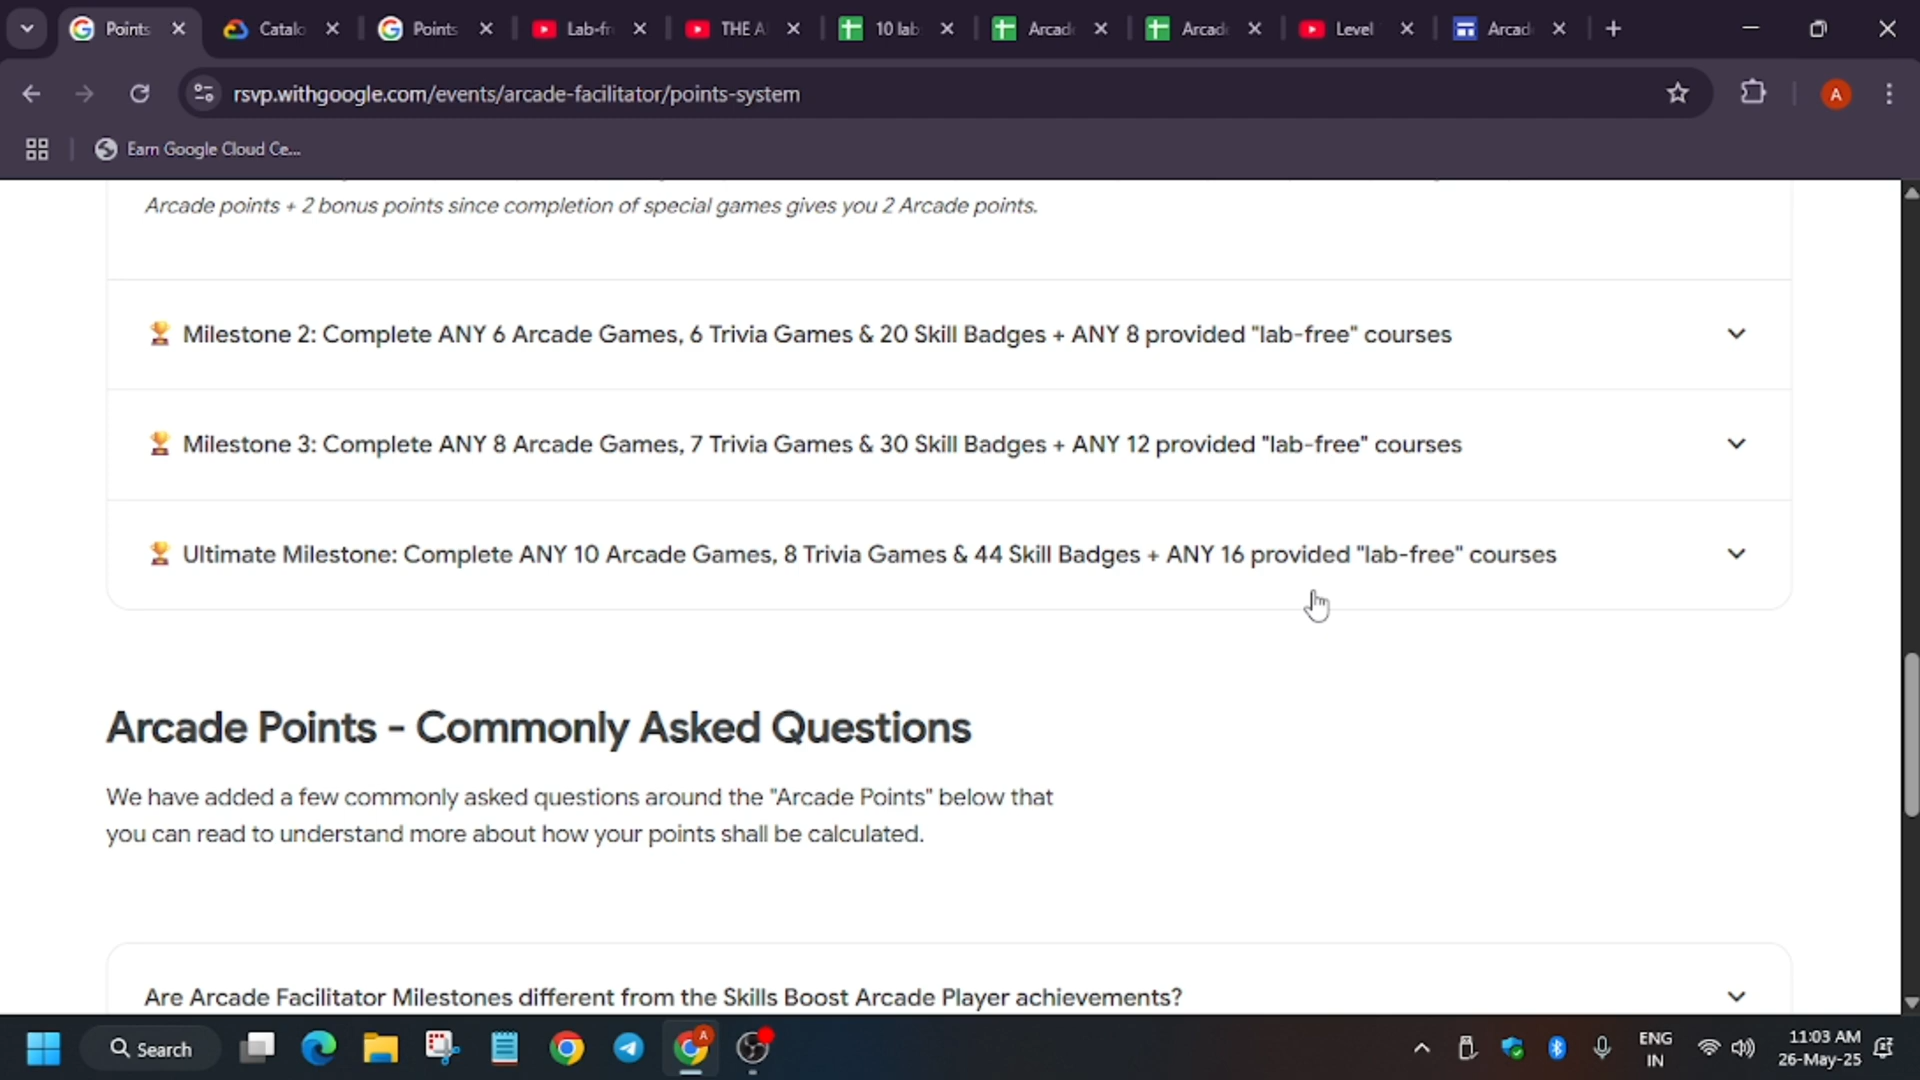 Points
Catalo
Points
Lab-fr
THE A
10 lab
Arcad
Arcad
Level
Arcad
rsvp.withgoogle.com/events/arcade-facilitator/points-system
A
Earn Google Cloud Ce...
Arcade points + 2 bonus points since completion of special games gives you 2 Arcade points.
Milestone 2: Complete ANY 6 Arcade Games, 6 Trivia Games & 20 Skill Badges + ANY 8 provided "lab-free" courses
Milestone 3: Complete ANY 8 Arcade Games, 7 Trivia Games & 30 Skill Badges + ANY 12 provided "lab-free" courses
Ultimate Milestone: Complete ANY 10 Arcade Games, 8 Trivia Games & 44 Skill Badges + ANY 16 provided "lab-free" courses
Arcade Points - Commonly Asked Questions
We have added a few commonly asked questions around the "Arcade Points" below that
you can read to understand more about how your points shall be calculated.
Are Arcade Facilitator Milestones different from the Skills Boost Arcade Player achievements?
Search
A
ENG
IN
11:03 AM
26-May-25